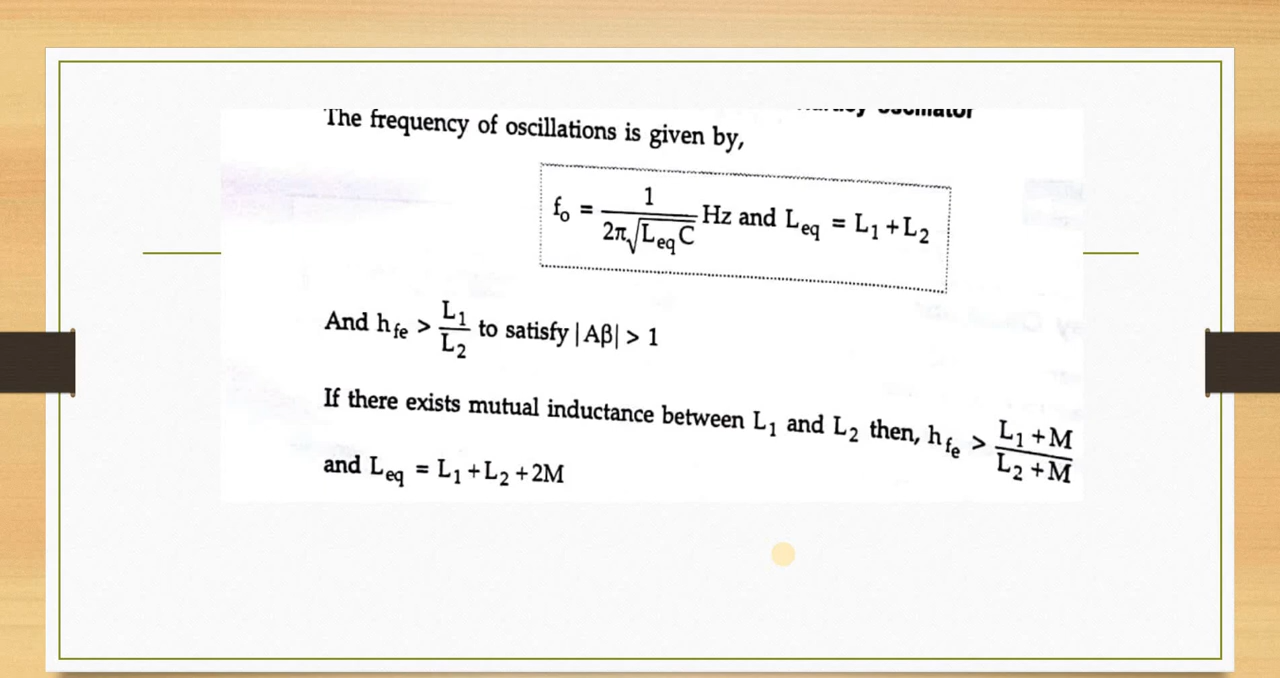 The frequency of oscillations is given by,
f₀ = 1 / (2π√(L_eq C)) Hz and L_eq = L₁ + L₂
And h_fe > L₁ / L₂ to satisfy |Aβ| > 1
If there exists mutual inductance between L₁ and L₂ then, h_fe > (L₁ + M) / (L₂ + M)
and L_eq = L₁ + L₂ + 2M